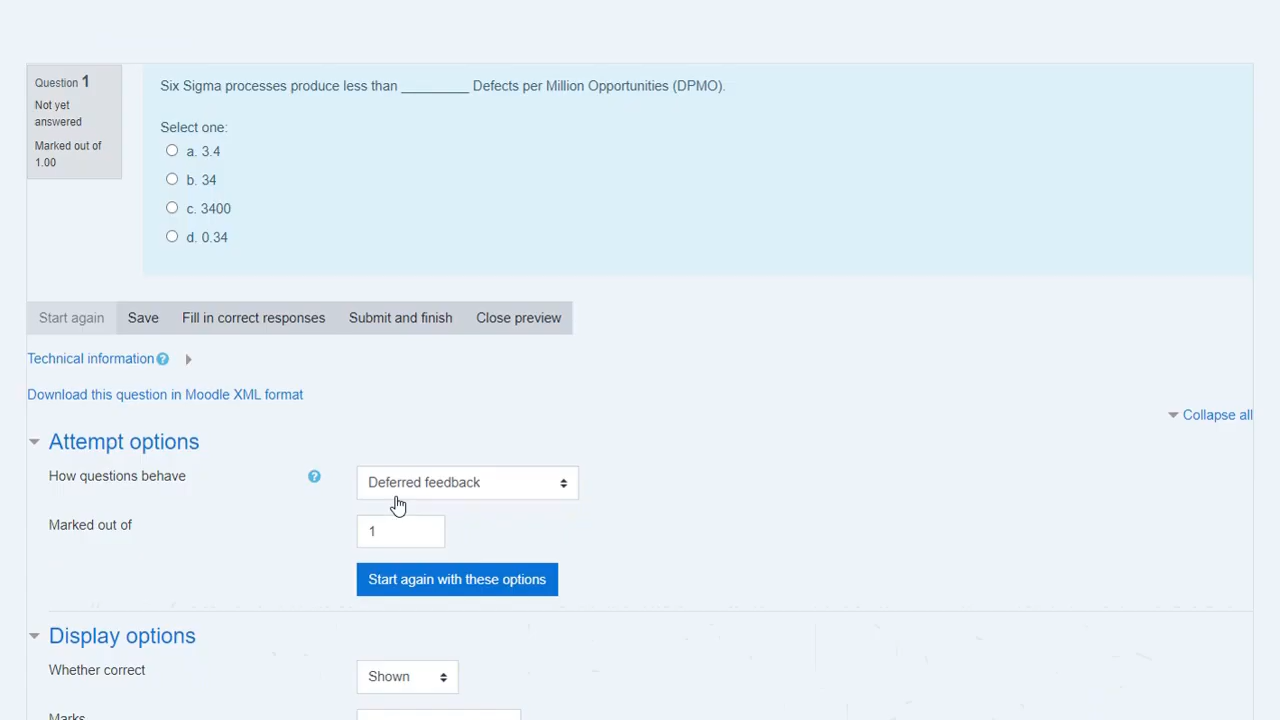 Question 1
Not yet
answered
Marked out of
1.00
Six Sigma processes produce less than _________ Defects per Million Opportunities (DPMO).
Select one:
a. 3.4
b. 34
c. 3400
d. 0.34
Start again Save Fill in correct responses Submit and finish Close preview
Technical information
Download this question in Moodle XML format
Collapse all
Attempt options
How questions behave ? Deferred feedback
Marked out of 1
Start again with these options
Display options
Whether correct Shown
Marks